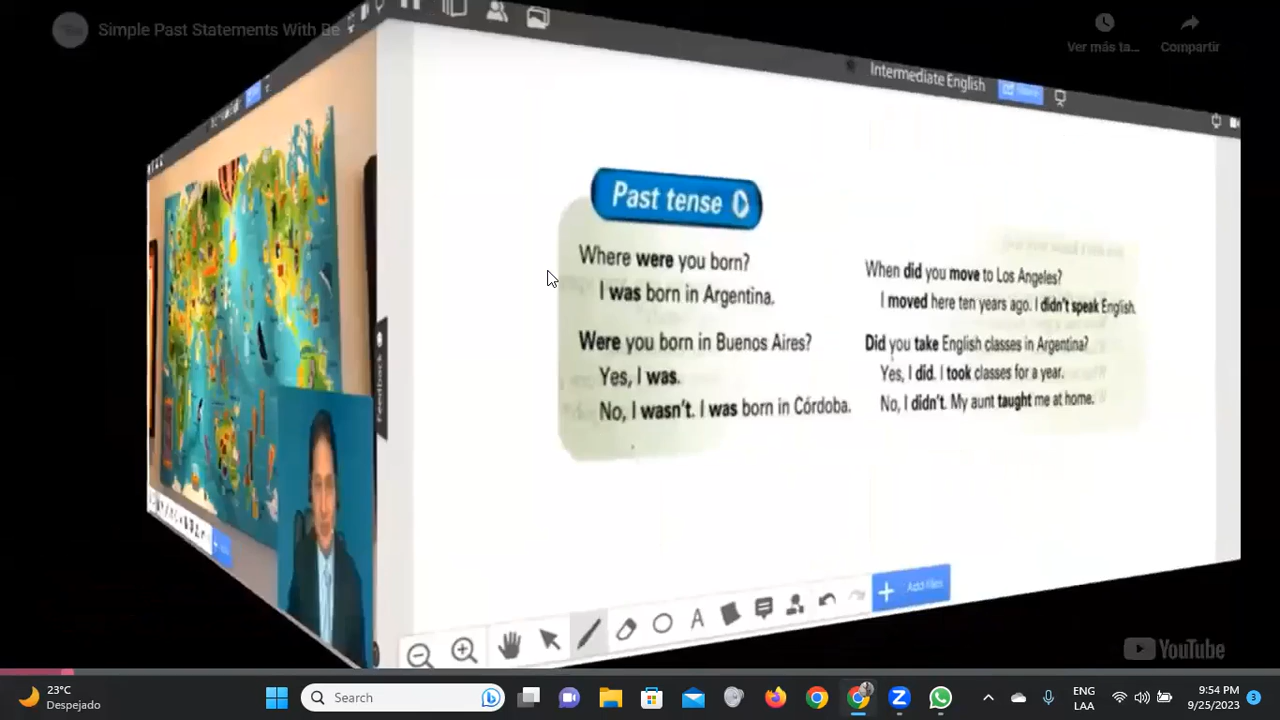 Simple Past Statements With Be
Ver más ta...
Compartir
Intermediate English
Past tense
Where were you born?
I was born in Argentina.
Were you born in Buenos Aires?
Yes, I was.
No, I wasn't. I was born in Córdoba.
When did you move to Los Angeles?
I moved here ten years ago. I didn't speak English.
Did you take English classes in Argentina?
Yes, I did. I took classes for a year.
No, I didn't. My aunt taught me at home.
Feedback
Add Files
YouTube
23°C
Despejado
Search
ENG
LAA
9:54 PM
9/25/2023
3